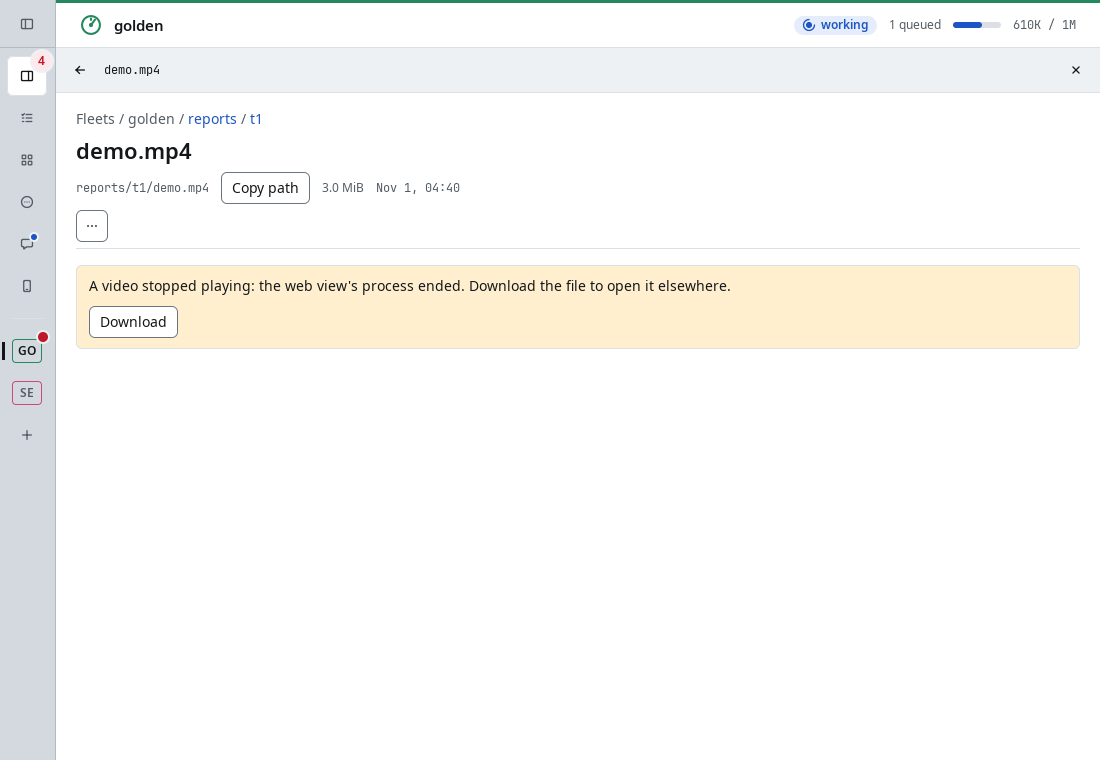 golden
working
1 queued
610K / 1M
4
demo.mp4
Fleets / golden / reports / t1
demo.mp4
reports/t1/demo.mp4
Copy path
3.0 MiB
Nov 1, 04:40
...
A video stopped playing: the web view's process ended. Download the file to open it elsewhere.
Download
GO
SE